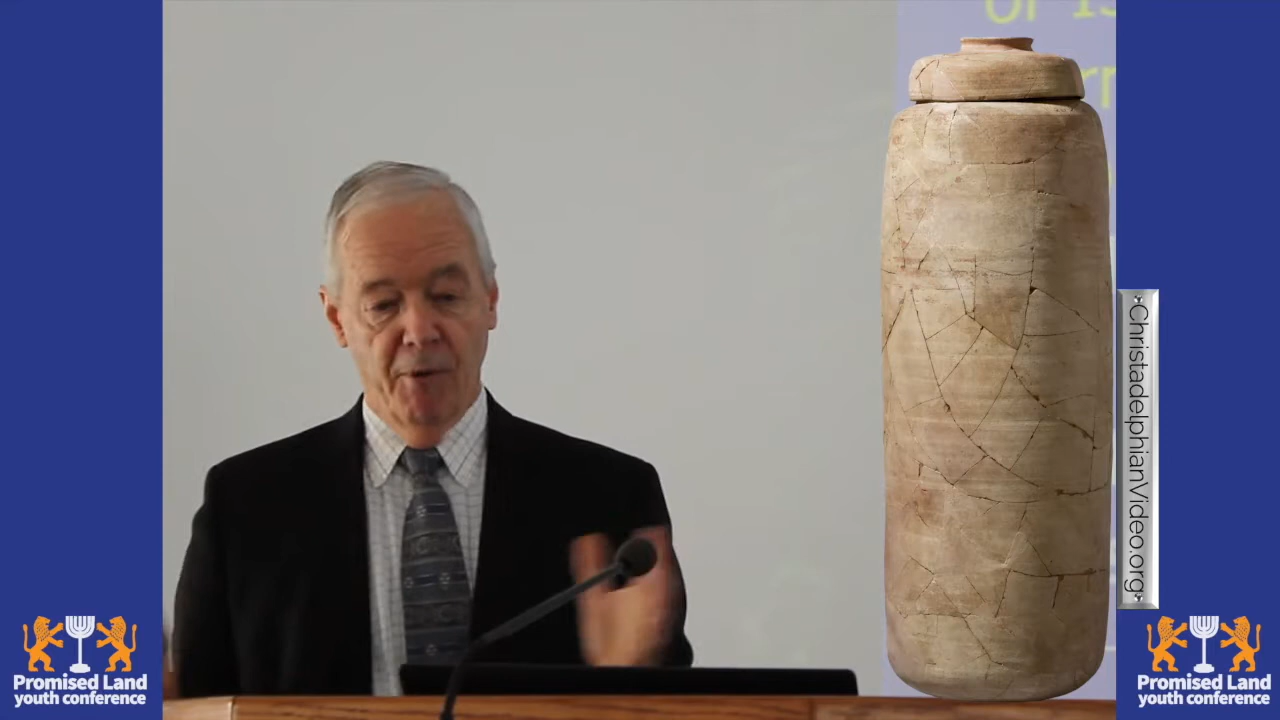 •ChristadelphianVideo.org•
Promised Land
youth conference
Promised Land
youth conference